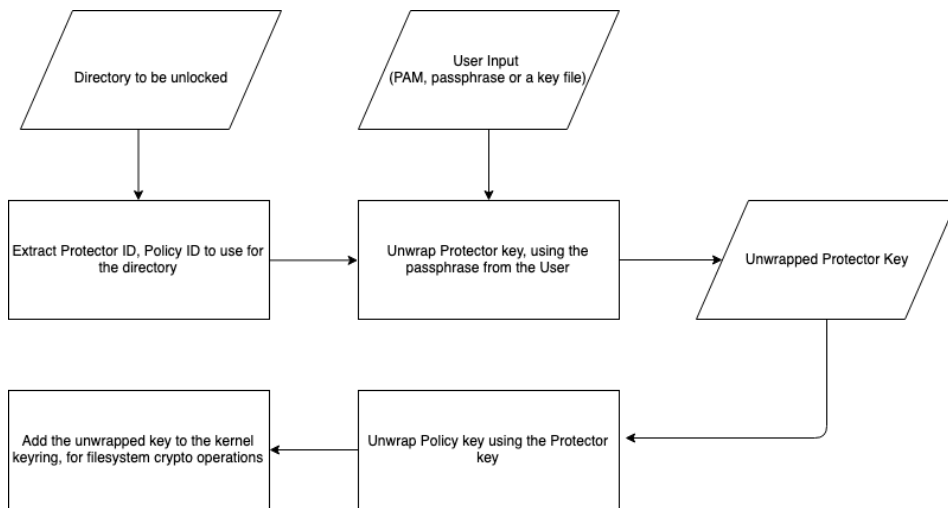 Directory to be unlocked
User Input
(PAM, passphrase or a key file)
Extract Protector ID, Policy ID to use for
the directory
Unwrap Protector key, using the
passphrase from the User
Unwrapped Protector Key
Add the unwrapped key to the kernel
keyring, for filesystem crypto operations
Unwrap Policy key using the Protector
key